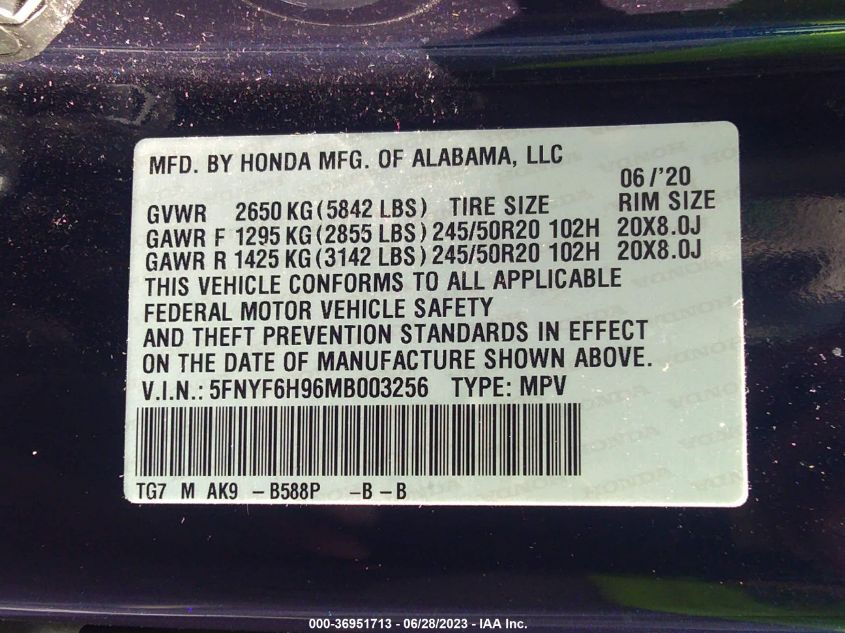 MFD. BY HONDA MFG. OF ALABAMA, LLC
06/'20
GVWR 2650 KG (5842 LBS) TIRE SIZE RIM SIZE
GAWR F 1295 KG (2855 LBS) 245/50R20 102H 20X8.0J
GAWR R 1425 KG (3142 LBS) 245/50R20 102H 20X8.0J
THIS VEHICLE CONFORMS TO ALL APPLICABLE
FEDERAL MOTOR VEHICLE SAFETY
AND THEFT PREVENTION STANDARDS IN EFFECT
ON THE DATE OF MANUFACTURE SHOWN ABOVE.
V.I.N.: 5FNYF6H96MB003256 TYPE: MPV
TG7 M AK9 -B588P -B -B
000-36951713 - 06/28/2023 - IAA Inc.